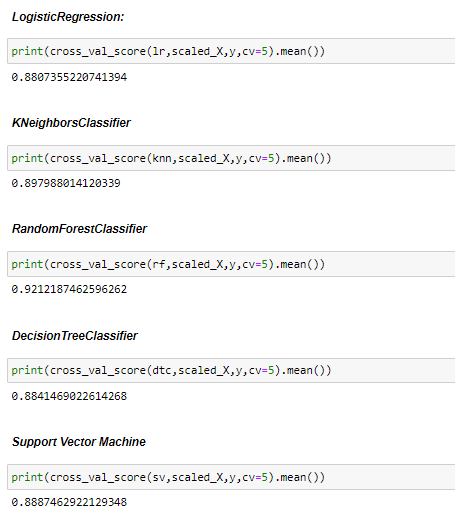 LogisticRegression:
print(cross_val_score(lr,scaled_X,y,cv=5).mean())
0.8807355220741394
KNeighborsClassifier
print(cross_val_score(knn,scaled_X,y,cv=5).mean())
0.897988014120339
RandomForestClassifier
print(cross_val_score(rf,scaled_X,y,cv=5).mean())
0.9212187462596262
DecisionTreeClassifier
print(cross_val_score(dtc,scaled_X,y,cv=5).mean())
0.8841469022614268
Support Vector Machine
print(cross_val_score(sv,scaled_X,y,cv=5).mean())
0.8887462922129348